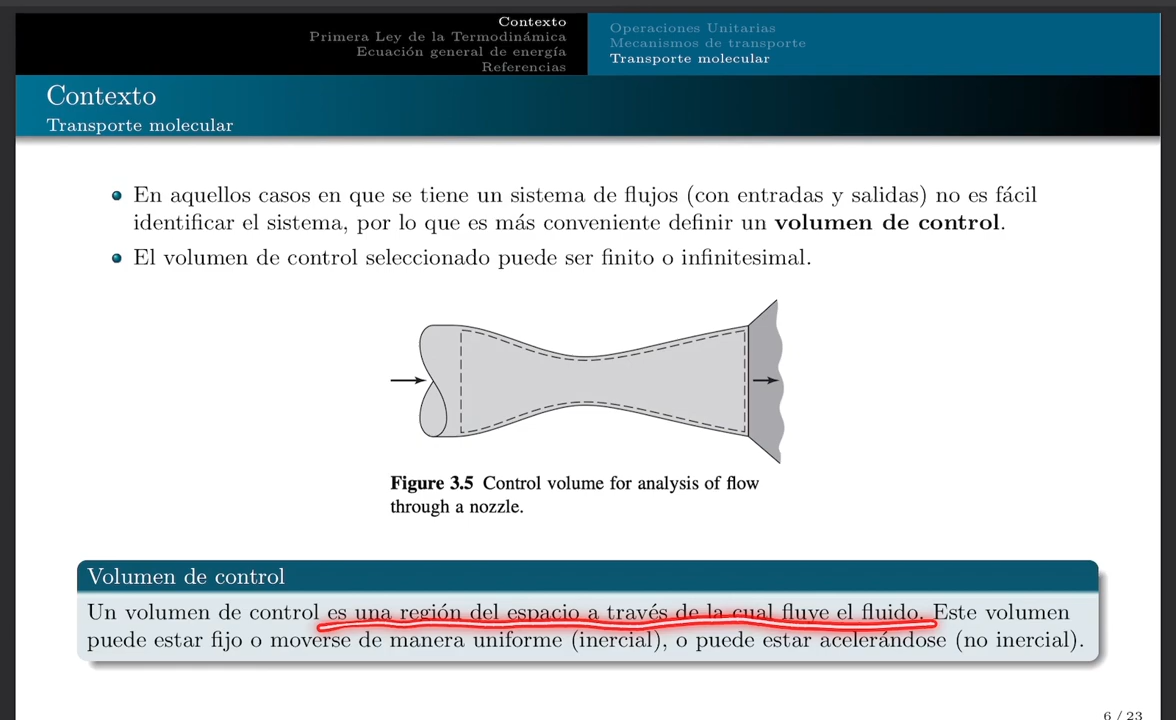 Contexto
Primera Ley de la Termodinámica
Ecuación general de energía
Referencias
Operaciones Unitarias
Mecanismos de transporte
Transporte molecular
Contexto
Transporte molecular
En aquellos casos en que se tiene un sistema de flujos (con entradas y salidas) no es fácil
identificar el sistema, por lo que es más conveniente definir un volumen de control.
El volumen de control seleccionado puede ser finito o infinitesimal.
Figure 3.5 Control volume for analysis of flow
through a nozzle.
Volumen de control
Un volumen de control es una región del espacio a través de la cual fluye el fluido. Este volumen
puede estar fijo o moverse de manera uniforme (inercial), o puede estar acelerándose (no inercial).
6 / 23